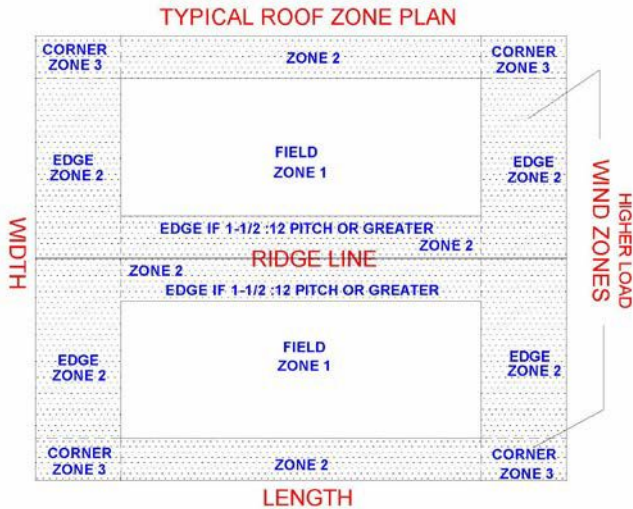 TYPICAL ROOF ZONE PLAN
CORNER
ZONE 3
ZONE 2
CORNER
ZONE 3
EDGE
ZONE 2
FIELD
ZONE 1
EDGE
ZONE 2
EDGE IF 1-1/2 :12 PITCH OR GREATER
ZONE 2
WIDTH
RIDGE LINE
HIGHER LOAD
WIND ZONES
ZONE 2
EDGE IF 1-1/2 :12 PITCH OR GREATER
EDGE
ZONE 2
FIELD
ZONE 1
EDGE
ZONE 2
CORNER
ZONE 3
ZONE 2
CORNER
ZONE 3
LENGTH